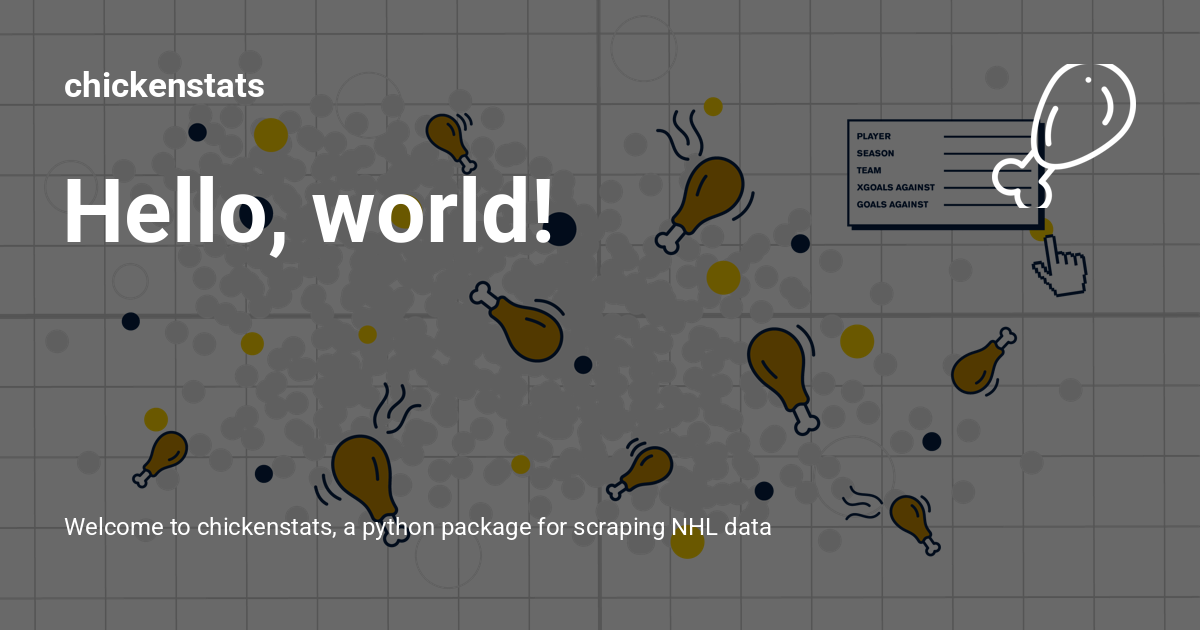 chickenstats
Hello, world!
PLAYER
SEASON
TEAM
XGOALS AGAINST
GOALS AGAINST
Welcome to chickenstats, a python package for scraping NHL data